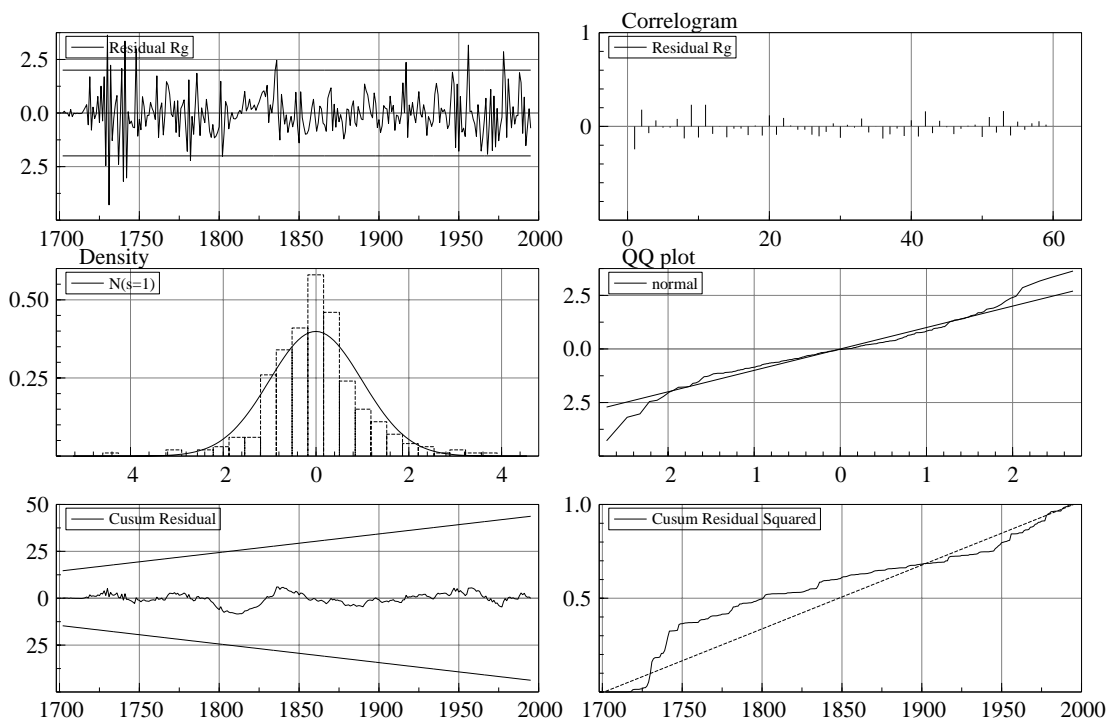 Correlogram
Residual Rg
2.5
0.0
2.5
1700 1750 1800 1850 1900 1950 2000
1
Residual Rg
0
0 20 40 60
Density
N(s=1)
0.50
0.25
4 2 0 2 4
QQ plot
normal
2.5
0.0
2.5
2 1 0 1 2
50
Cusum Residual
25
0
25
1700 1750 1800 1850 1900 1950 2000
1.0
Cusum Residual Squared
0.5
1700 1750 1800 1850 1900 1950 2000